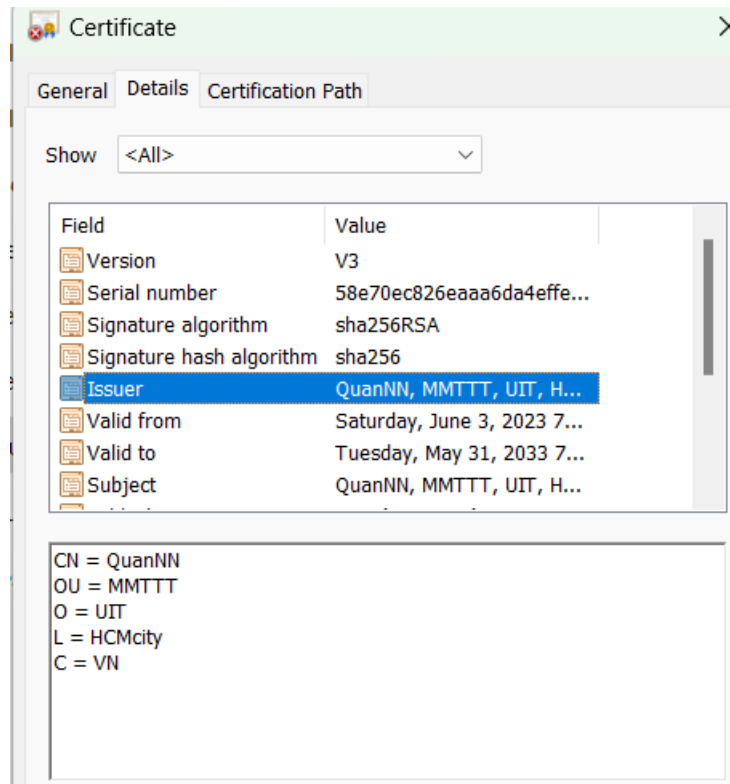 Certificate
General Details Certification Path
Show <All>
Field Value
Version V3
Serial number 58e70ec826eaaa6da4effe...
Signature algorithm sha256RSA
Signature hash algorithm sha256
Issuer QuanNN, MMTTT, UIT, H...
Valid from Saturday, June 3, 2023 7...
Valid to Tuesday, May 31, 2033 7...
Subject QuanNN, MMTTT, UIT, H...
CN = QuanNN
OU = MMTTT
O = UIT
L = HCMcity
C = VN